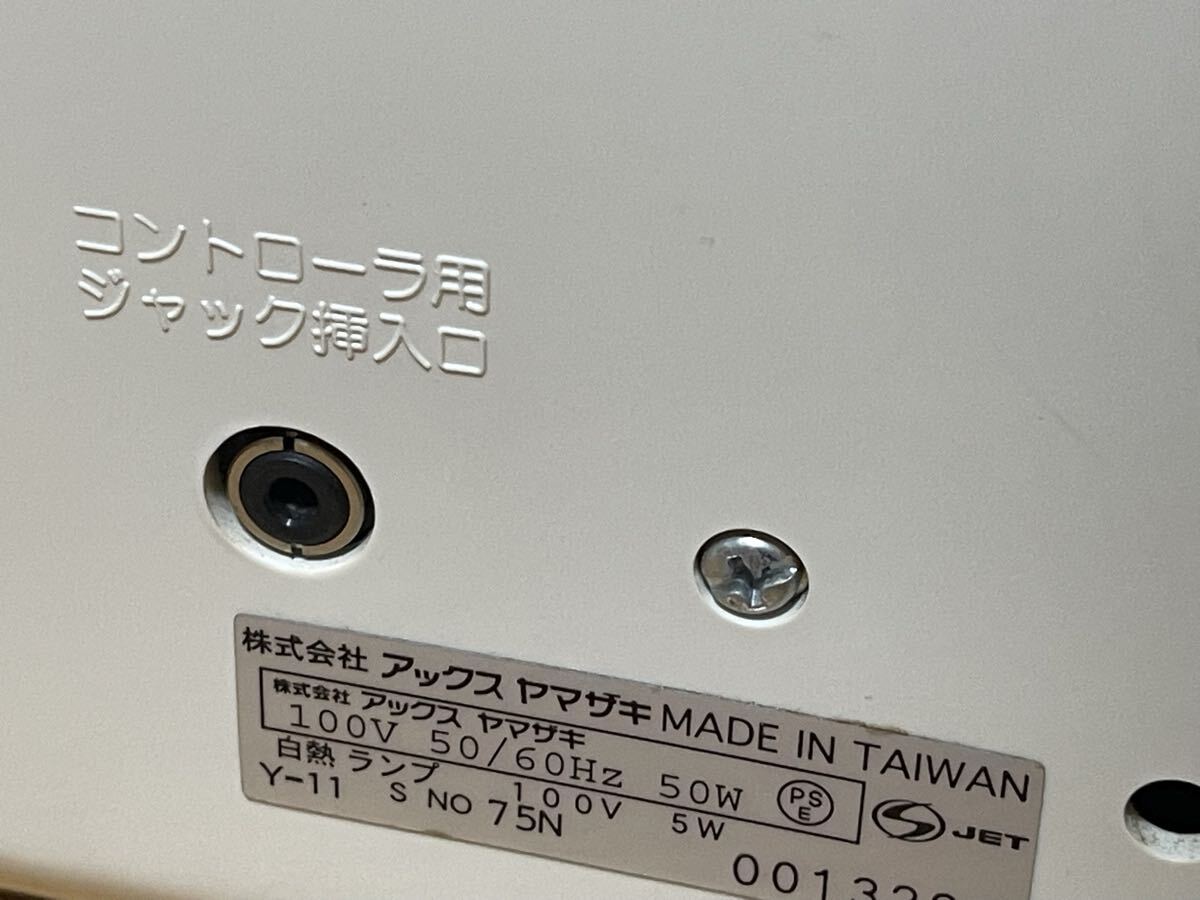 コントローラ用
ジャック挿入口
株式会社 アックス ヤマザキ MADE IN TAIWAN
株式会社 アックス ヤマザキ
100V 50/60Hz 50W PSE
白熱 ランプ 100V 5W JET
Y-11 S NO 75N